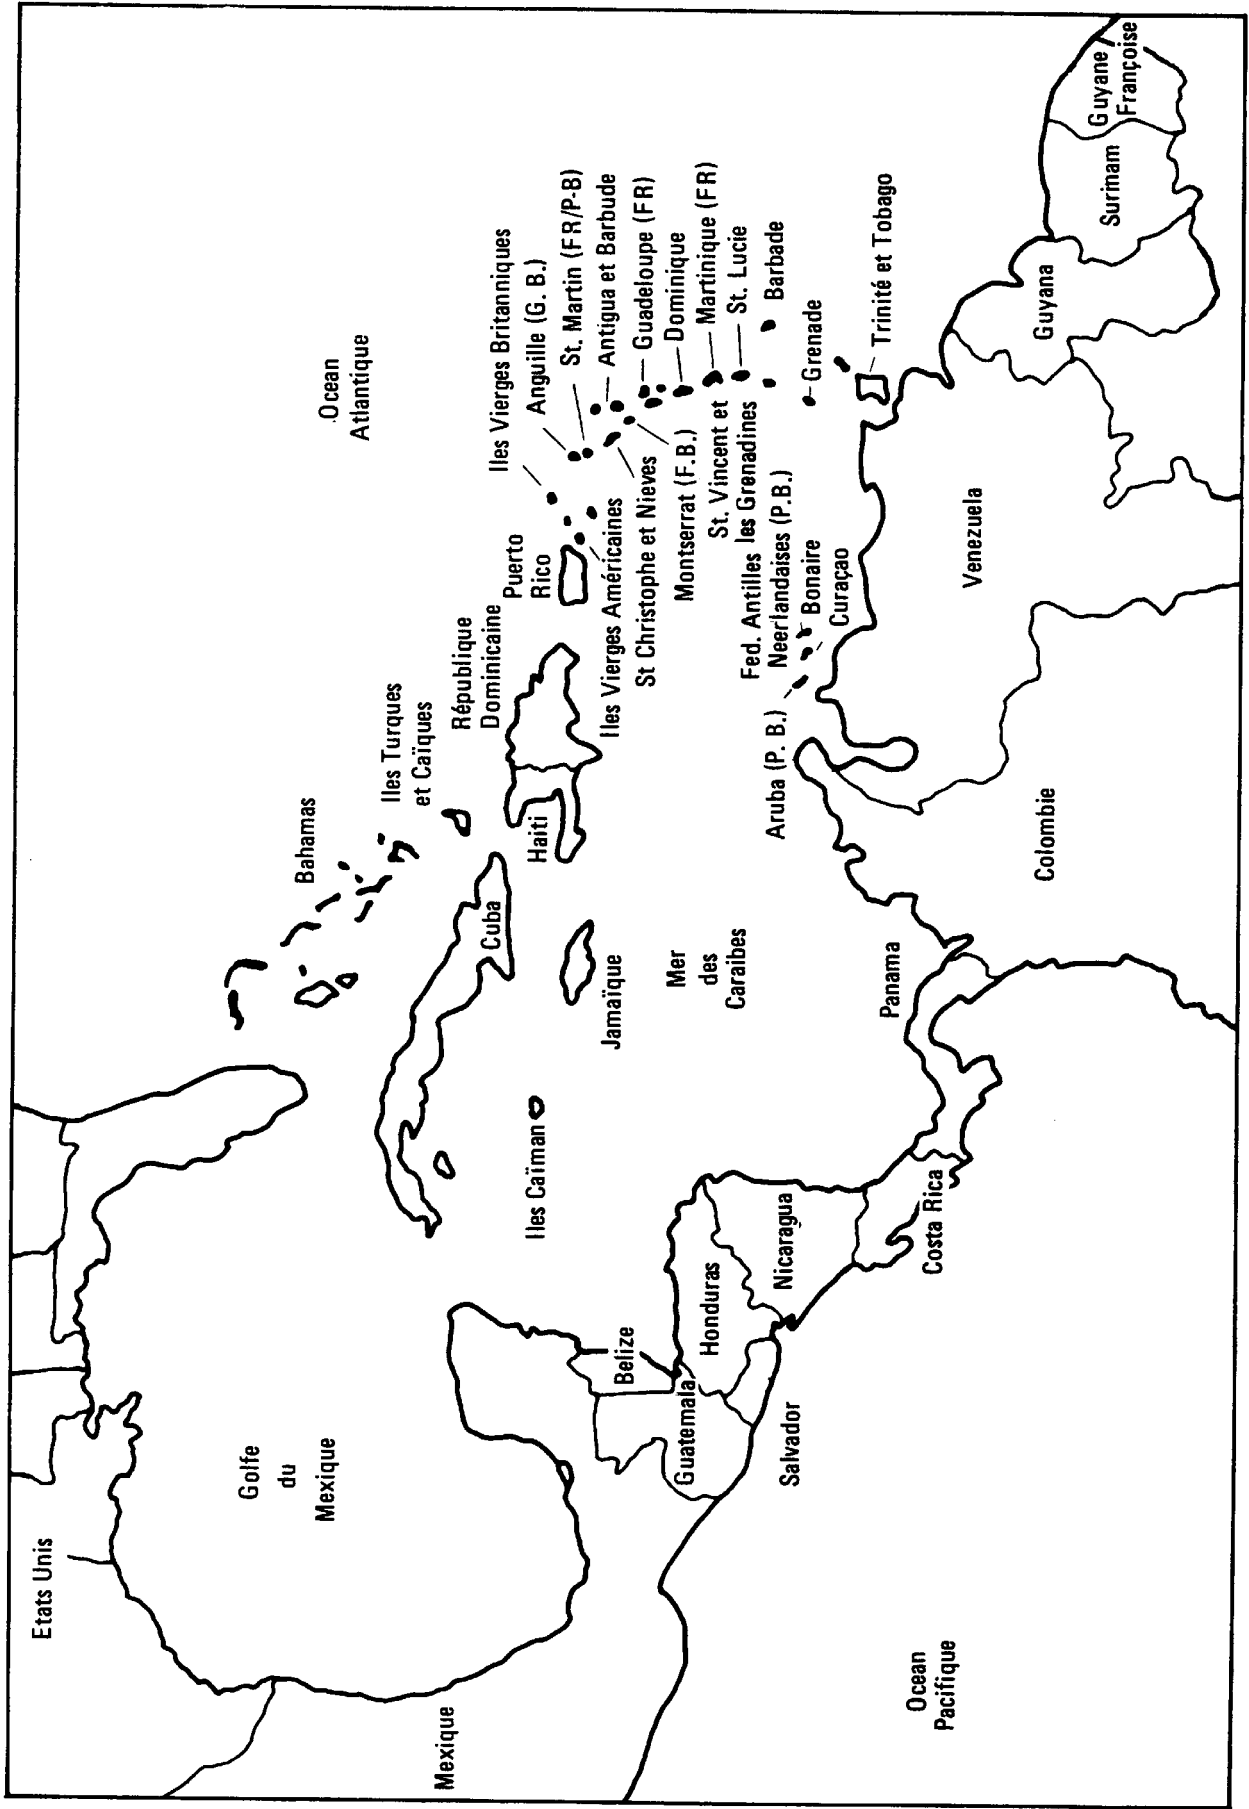 Etats Unis
Mexique
Golfe
du
Mexique
Ocean
Pacifique
Bahamas
Iles Turques
et Caïques
Ocean
Atlantique
Cuba
Iles Caïman
Jamaïque
Haiti
République
Dominicaine
Puerto
Rico
Iles Vierges Britanniques
Anguille (G. B.)
St. Martin (FR/P-B)
Antigua et Barbude
Guadeloupe (FR)
Dominique
Martinique (FR)
St. Lucie
Barbade
Grenade
Trinité et Tobago
Iles Vierges Américaines
St Christophe et Nieves
Montserrat (F.B.)
St. Vincent et
les Grenadines
Fed. Antilles
Neerlandaises (P.B.)
Bonaire
Curaçao
Aruba (P. B.)
Mer
des
Caraibes
Belize
Guatemala
Honduras
Salvador
Nicaragua
Costa Rica
Panama
Colombie
Venezuela
Guyana
Surinam
Guyane
Françoise